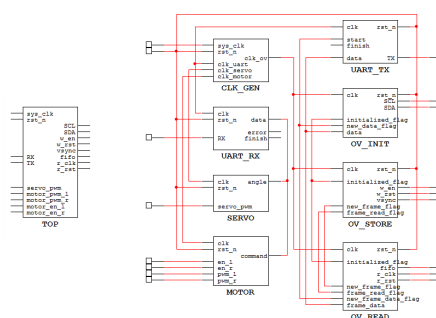 sys_clk
rst_n
SCL
SDA
w_en
w_rst
vsync
RX fifo
TX r_clk
r_rst
servo_pwm
motor_pwm_l
motor_pwm_r
motor_en_l
motor_en_r
TOP
sys_clk
rst_n
clk_ov
clk_uart
clk_servo
clk_motor
CLK_GEN
clk
rst_n data
error
RX finish
UART_RX
clk angle
rst_n
servo_pwm
SERVO
clk
rst_n
command
en_l
en_r
pwm_l
pwm_r
MOTOR
clk rst_n
start
finish
data TX
UART_TX
clk rst_n
SCL
SDA
initialized_flag
new_data_flag
data
OV_INIT
clk rst_n
initialized_flag
w_en
w_rst
vsync
new_frame_flag
frame_read_flag
OV_STORE
clk rst_n
initialized_flag
fifo
r_clk
r_rst
new_frame_flag
frame_read_flag
new_frame_data_flag
frame_data
OV_READ